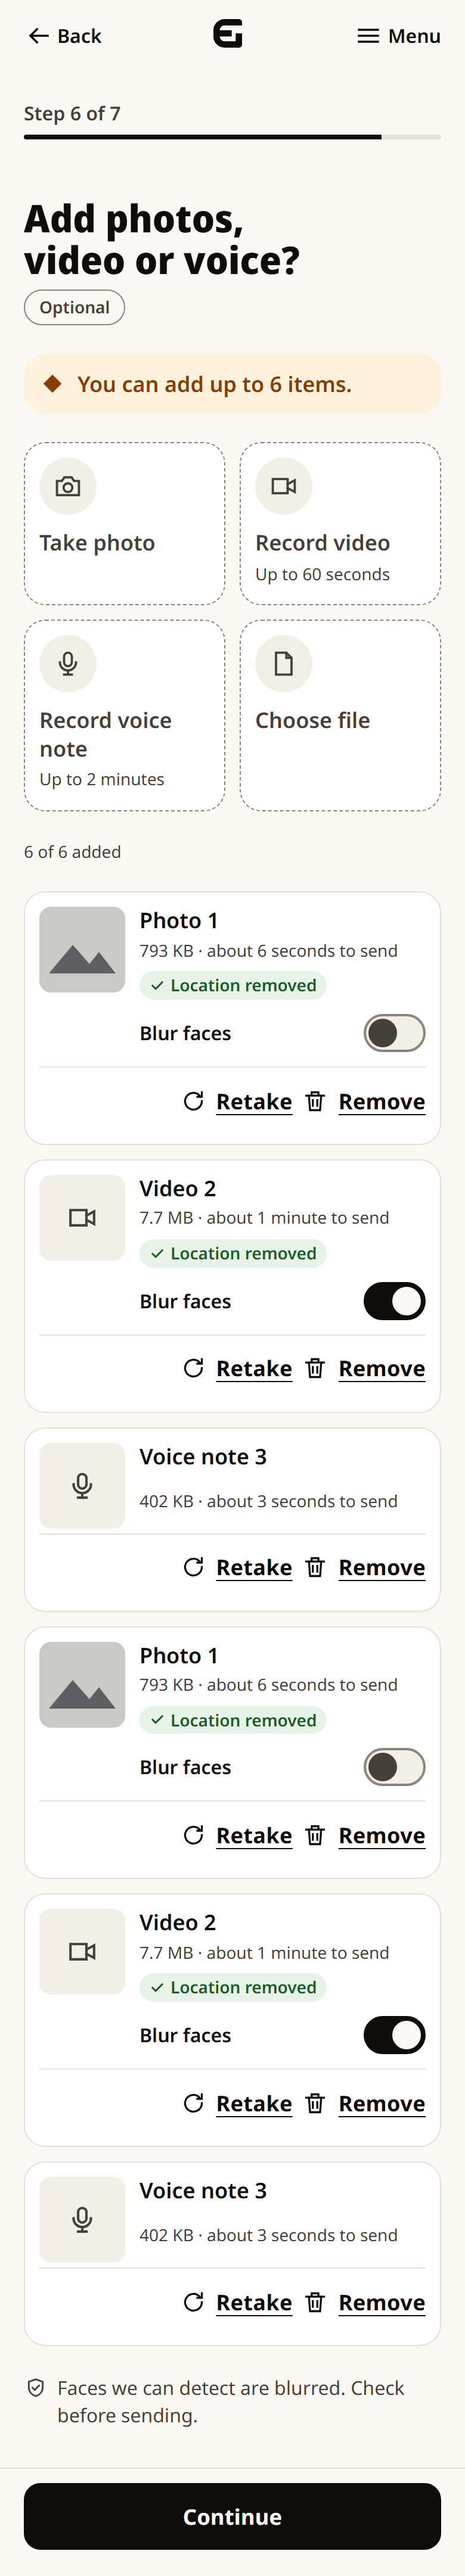 Back
Menu
Step 6 of 7
Add photos,
video or voice?
Optional
You can add up to 6 items.
Take photo
Record video
Up to 60 seconds
Record voice
note
Up to 2 minutes
Choose file
6 of 6 added
Photo 1
793 KB · about 6 seconds to send
Location removed
Blur faces
Retake
Remove
Video 2
7.7 MB · about 1 minute to send
Location removed
Blur faces
Retake
Remove
Voice note 3
402 KB · about 3 seconds to send
Retake
Remove
Photo 1
793 KB · about 6 seconds to send
Location removed
Blur faces
Retake
Remove
Video 2
7.7 MB · about 1 minute to send
Location removed
Blur faces
Retake
Remove
Voice note 3
402 KB · about 3 seconds to send
Retake
Remove
Faces we can detect are blurred. Check
before sending.
Continue